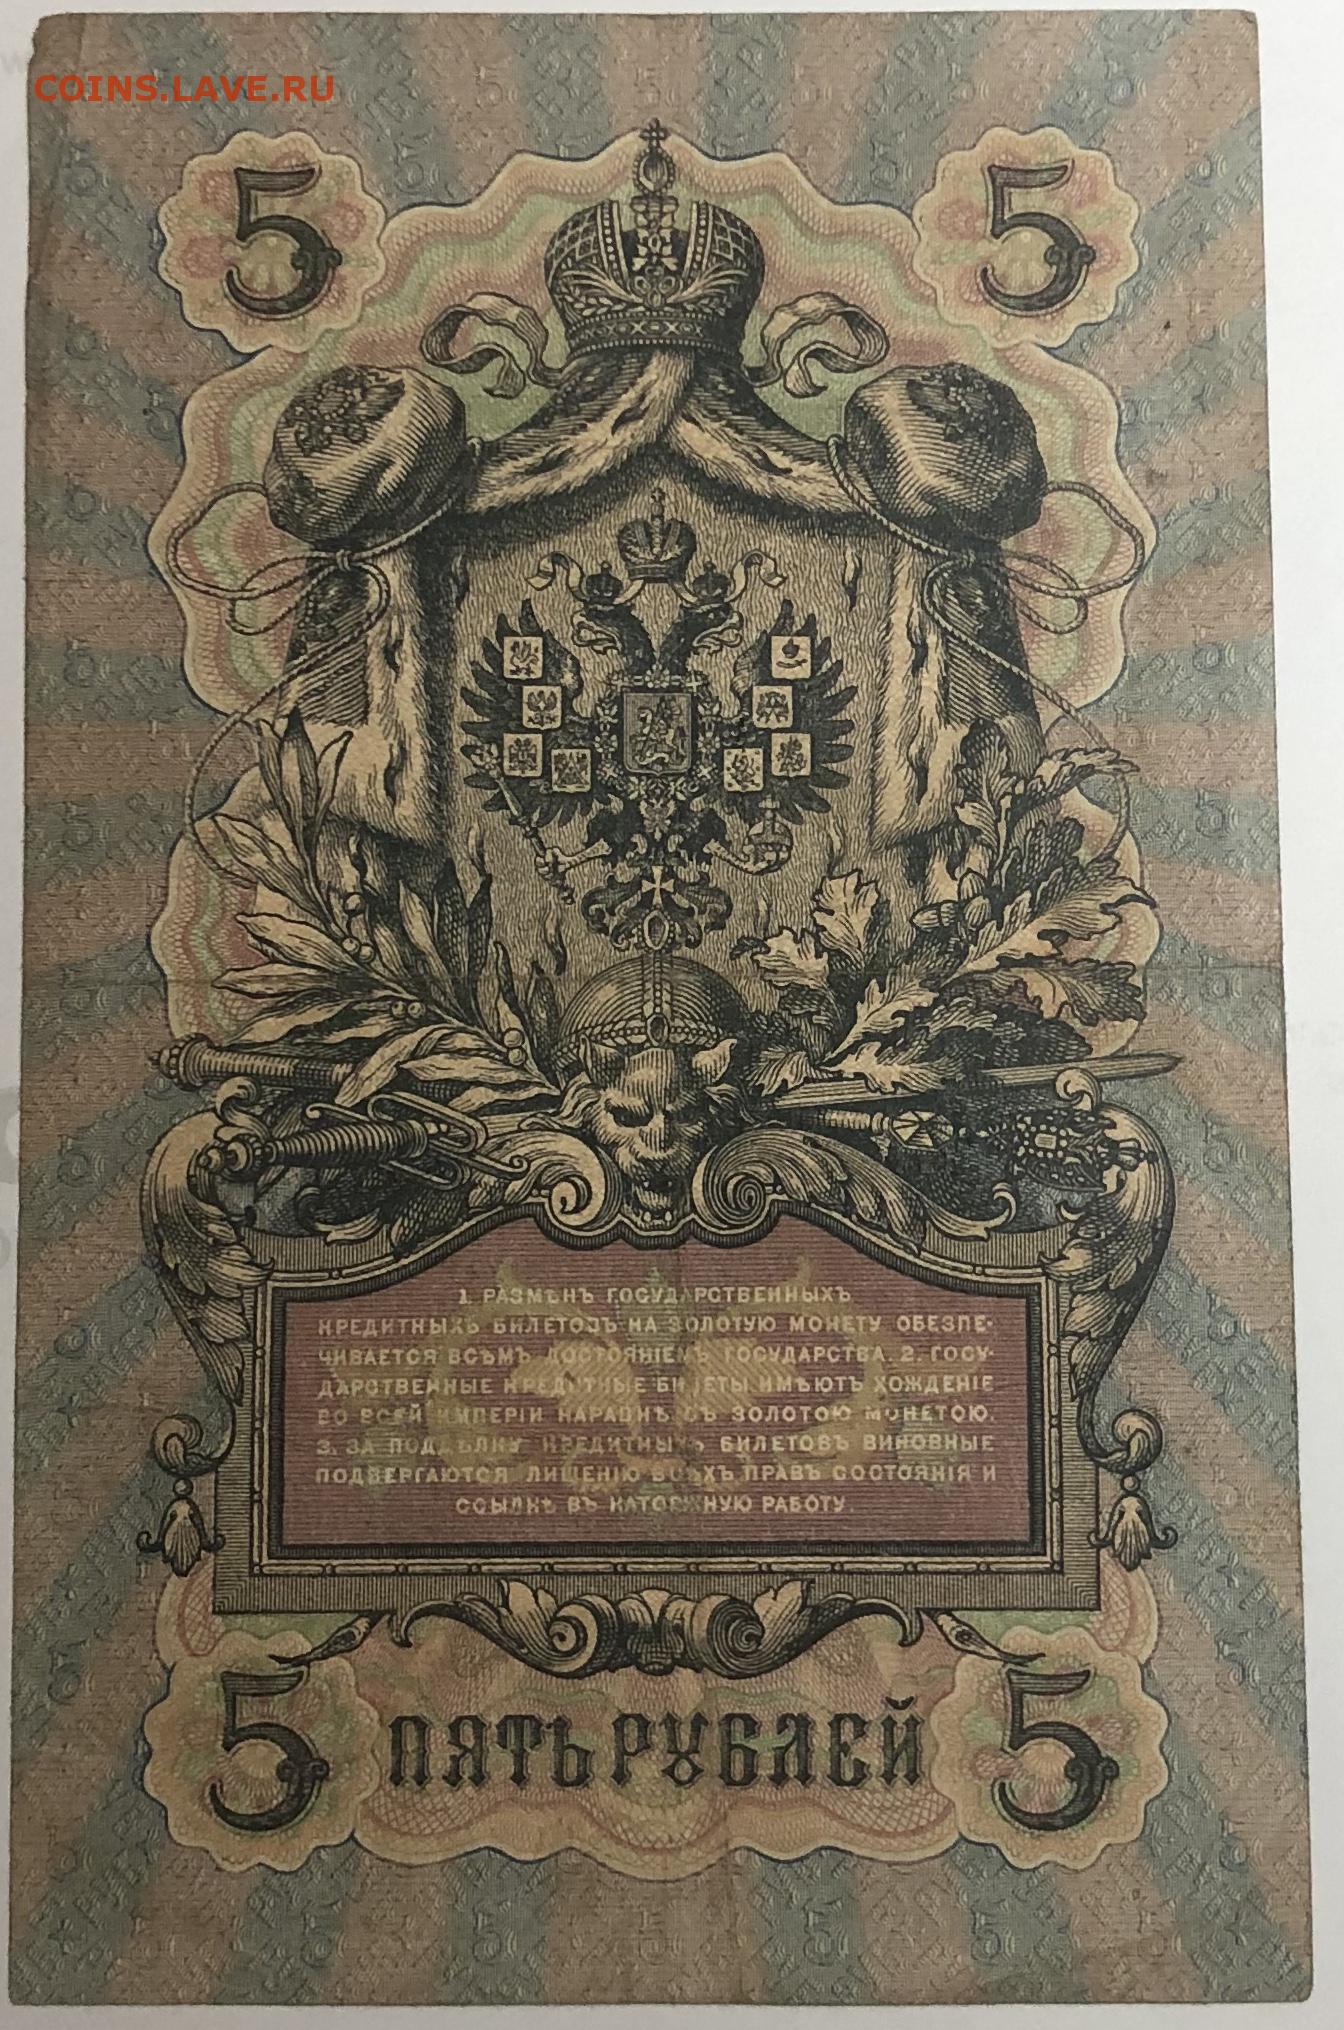 COINS.LAVE.RU
5 5
1. РАЗМѢНЪ ГОСУДАРСТВЕННЫХЪ
КРЕДИТНЫХЪ БИЛЕТОВЪ НА ЗОЛОТУЮ МОНЕТУ ОБЕЗПЕ-
ЧИВАЕТСЯ ВСѢМЪ ДОСТОЯНІЕМЪ ГОСУДАРСТВА. 2. ГОСУ-
ДАРСТВЕННЫЕ КРЕДИТНЫЕ БИЛЕТЫ ИМѢЮТЪ ХОЖДЕНІЕ
ВО ВСЕЙ ИМПЕРІИ НАРАВНѢ СЪ ЗОЛОТОЮ МОНЕТОЮ.
3. ЗА ПОДДѢЛКУ КРЕДИТНЫХЪ БИЛЕТОВЪ ВИНОВНЫЕ
ПОДВЕРГАЮТСЯ ЛИШЕНІЮ ВСѢХЪ ПРАВЪ СОСТОЯНІЯ И
ССЫЛКѢ ВЪ КАТОРЖНУЮ РАБОТУ.
5 ПЯТЬ РУБЛЕЙ 5